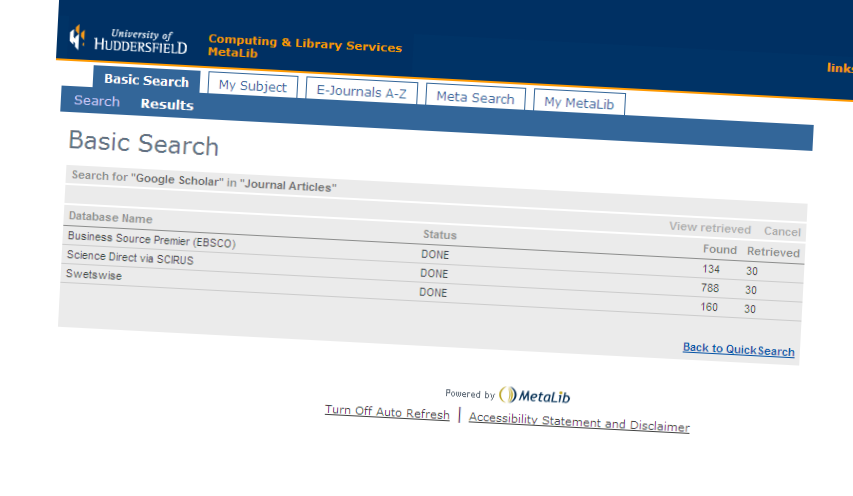 University of
HUDDERSFIELD
Computing & Library Services
MetaLib
links
Basic Search
My Subject
E-Journals A-Z
Meta Search
My MetaLib
Search Results
Basic Search
Search for "Google Scholar" in "Journal Articles"
View retrieved Cancel
Database Name Status Found Retrieved
Business Source Premier (EBSCO) DONE 134 30
Science Direct via SCIRUS DONE 788 30
Swetswise DONE 160 30
Back to QuickSearch
Powered by MetaLib
Turn Off Auto Refresh | Accessibility Statement and Disclaimer